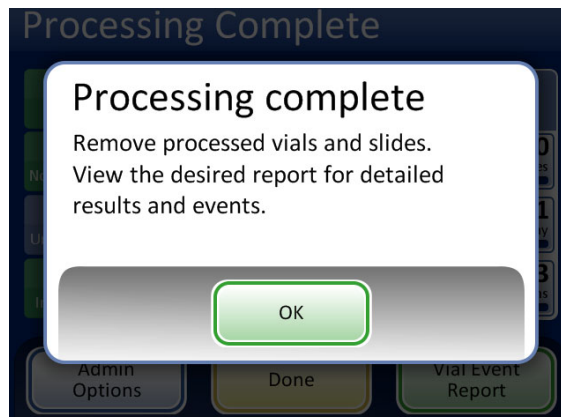 Processing Complete
Processing complete
Remove processed vials and slides.
View the desired report for detailed
results and events.
OK
Admin
Options
Done
Vial Event
Report